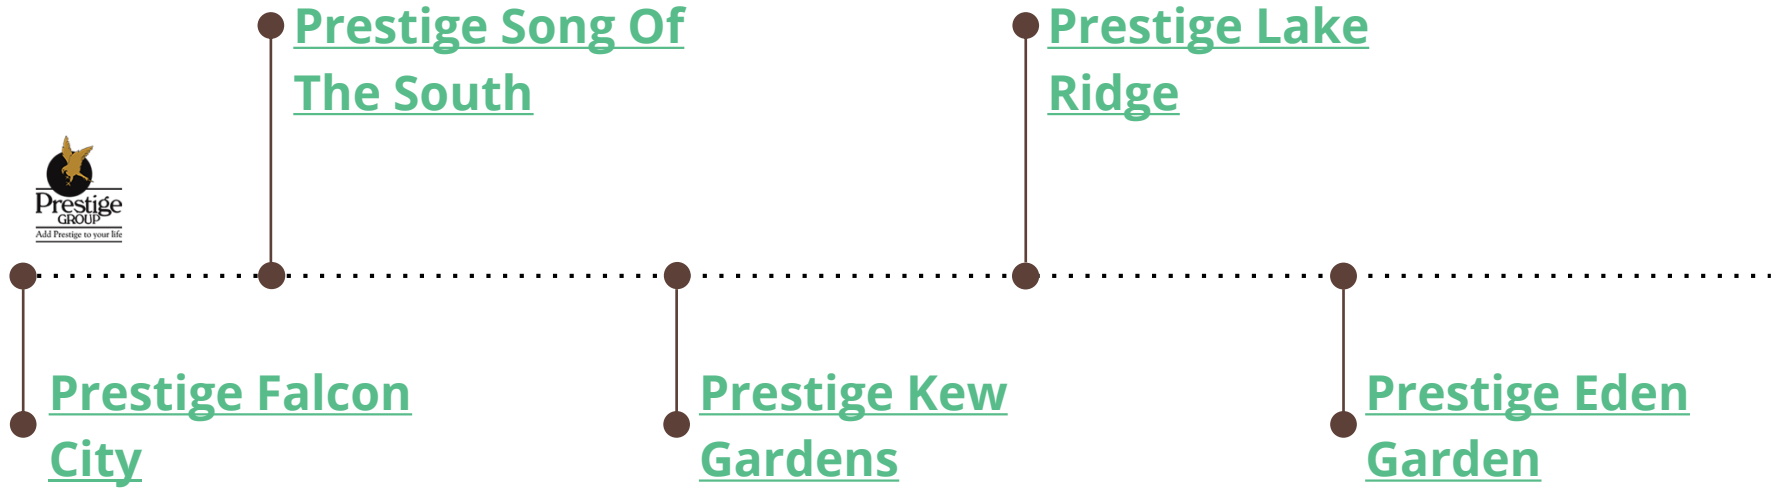 Prestige Song Of
The South
Prestige Lake
Ridge
Prestige
GROUP
Add Prestige to your life
Prestige Falcon
City
Prestige Kew
Gardens
Prestige Eden
Garden